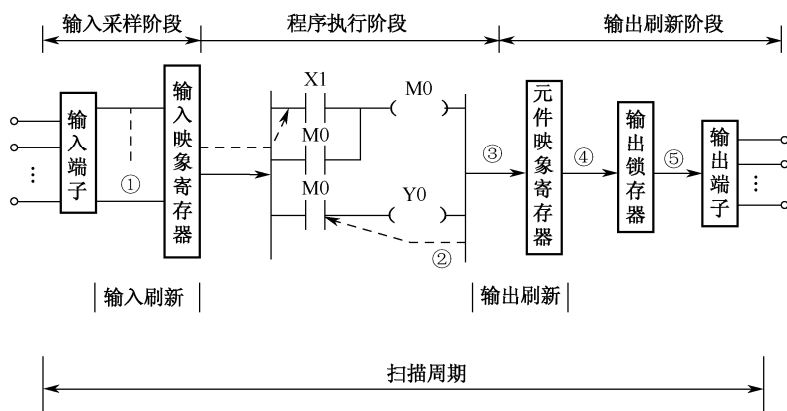 输入采样阶段
程序执行阶段
输出刷新阶段
输入端子
①
输入映象寄存器
X1
M0
M0
M0
Y0
②
③
元件映象寄存器
④
输出锁存器
⑤
输出端子
输入刷新
输出刷新
扫描周期